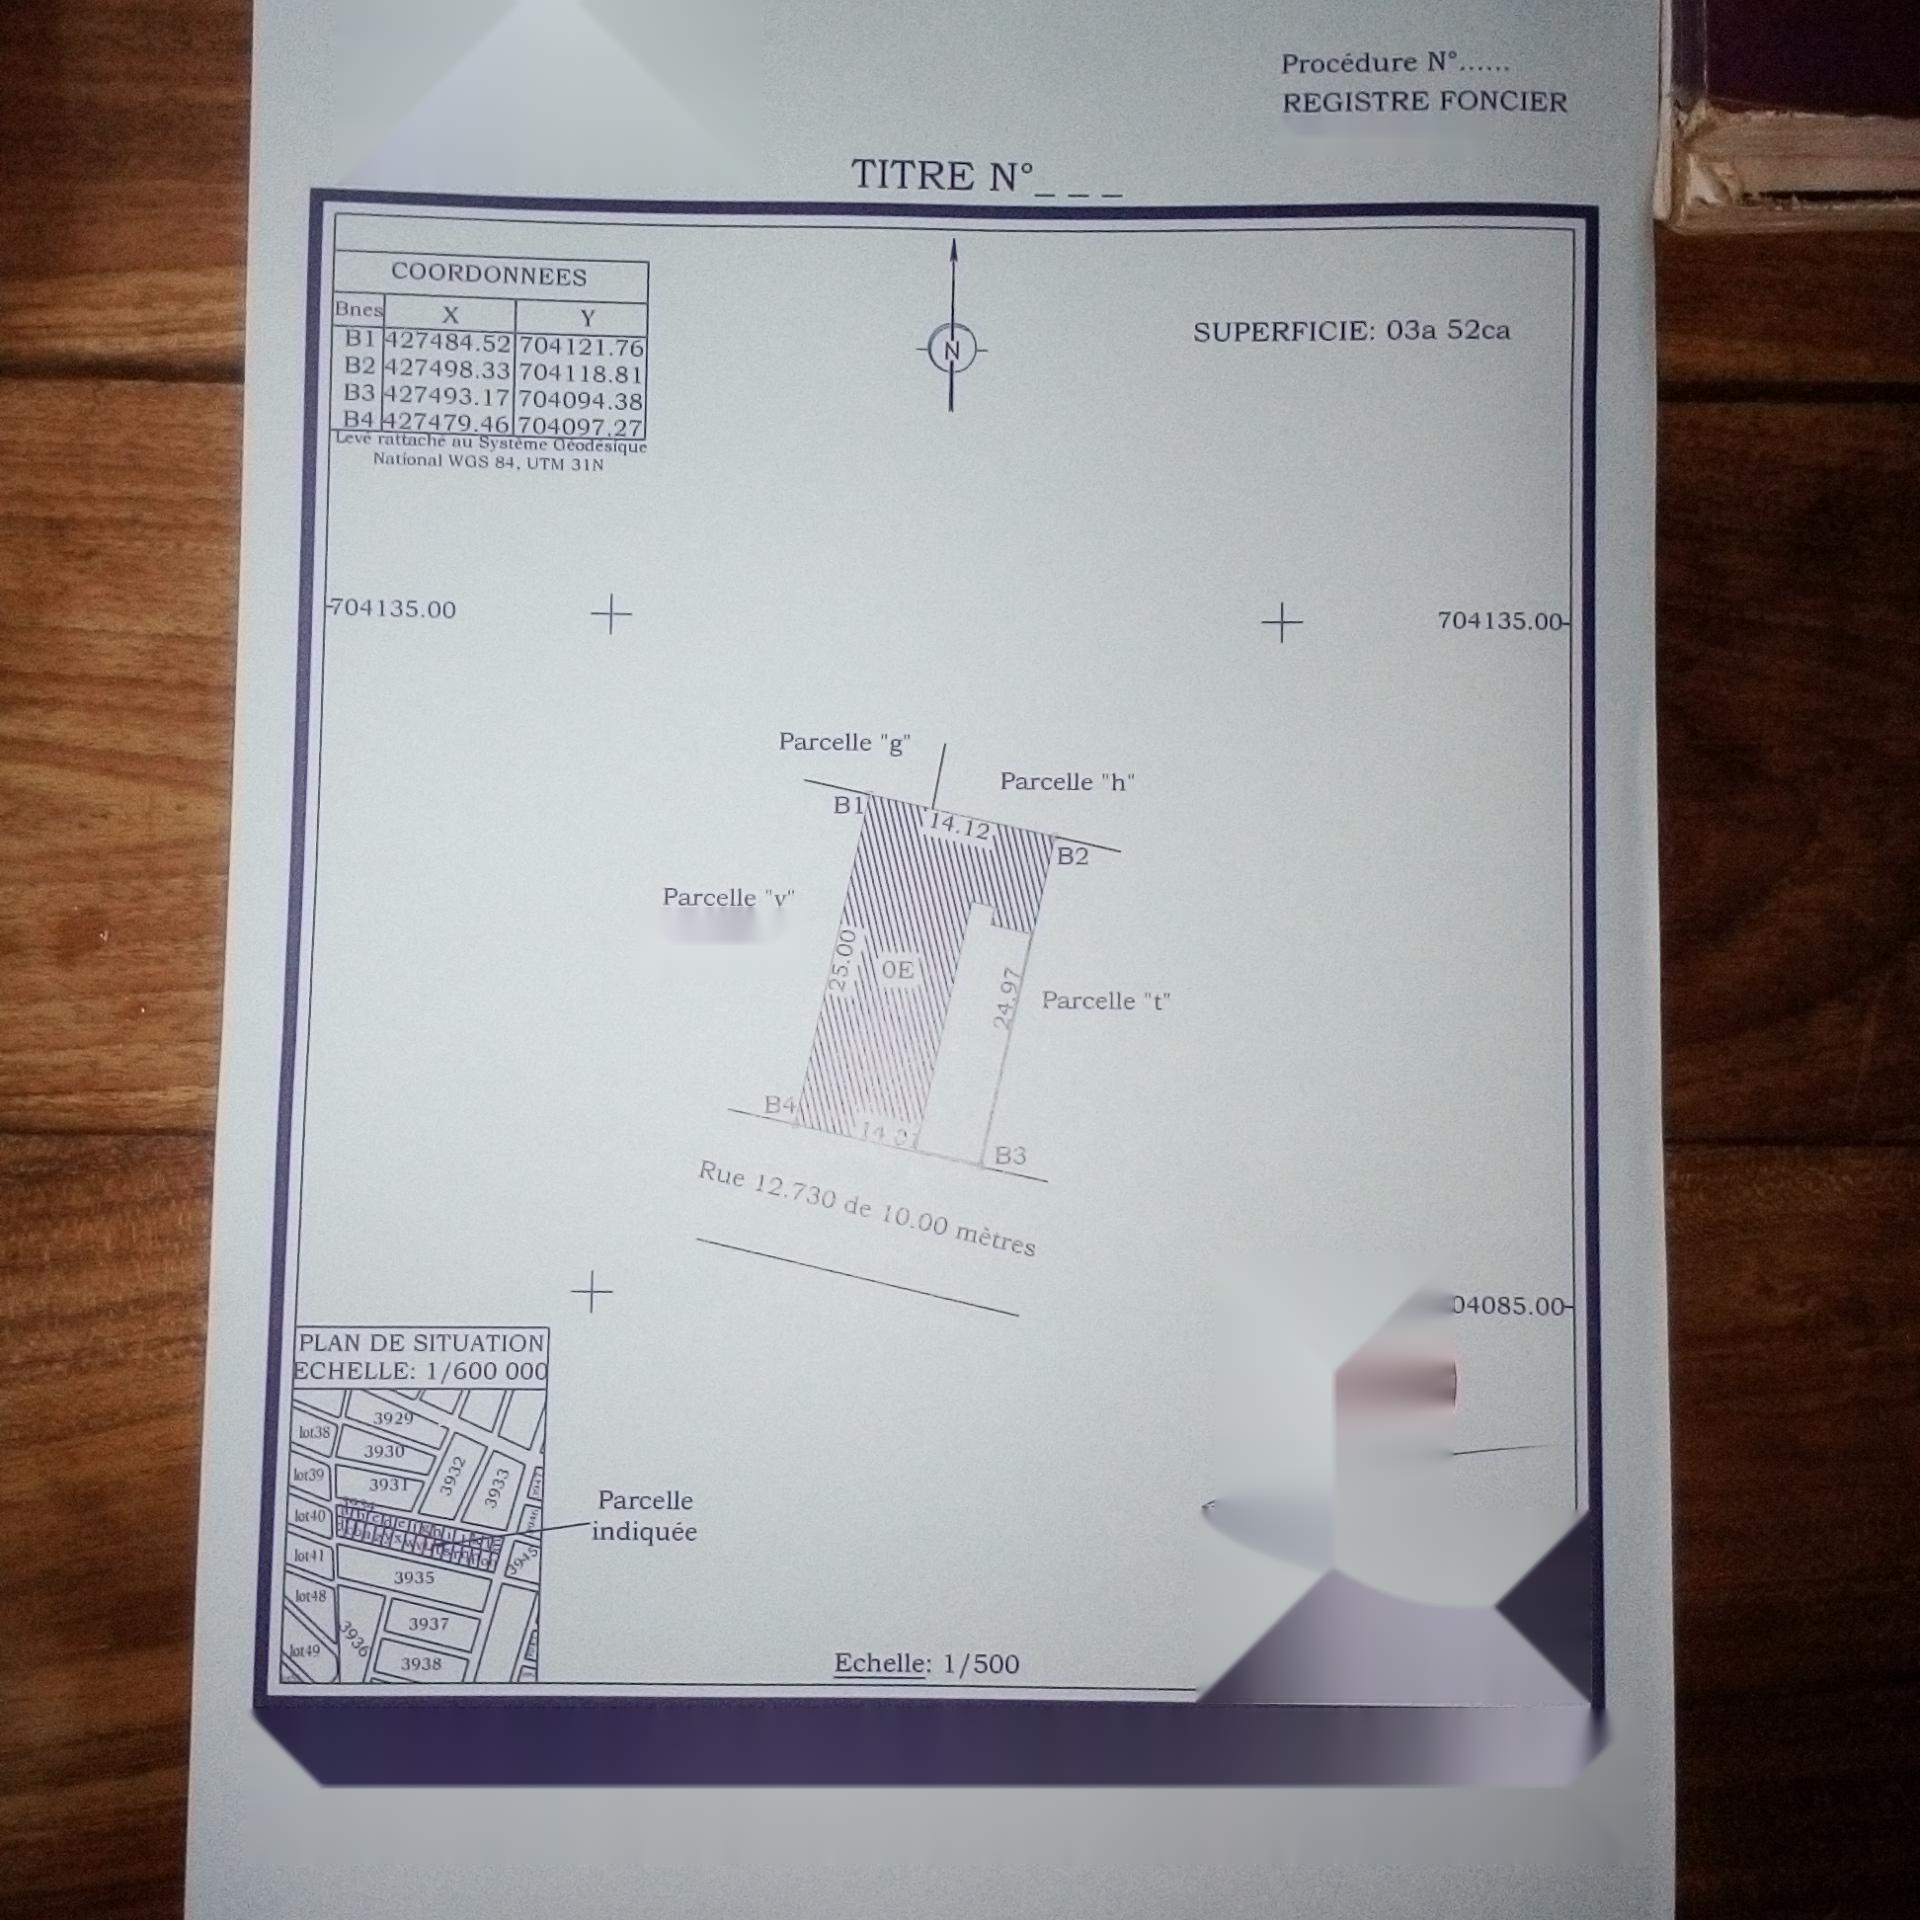 Procédure N°......
REGISTRE FONCIER
TITRE N°_ _ _
COORDONNEES
Bnes X Y
B1 427484.52 704121.76
B2 427498.33 704118.81
B3 427493.17 704094.38
B4 427479.46 704097.27
Levé rattaché au Système Géodésique
National WGS 84, UTM 31N
N
SUPERFICIE: 03a 52ca
704135.00
704135.00
Parcelle "g"
Parcelle "h"
B1
14.12
B2
Parcelle "v"
25.00
0E
24.97
Parcelle "t"
B4
B3
Rue 12.730 de 10.00 mètres
04085.00
PLAN DE SITUATION
ECHELLE: 1/600 000
3929
lot38
3930
3932
3933
lot39
3931
lot40
Parcelle
indiquée
lot41
3945
3935
lot48
3937
3936
lot49
3938
Echelle: 1/500